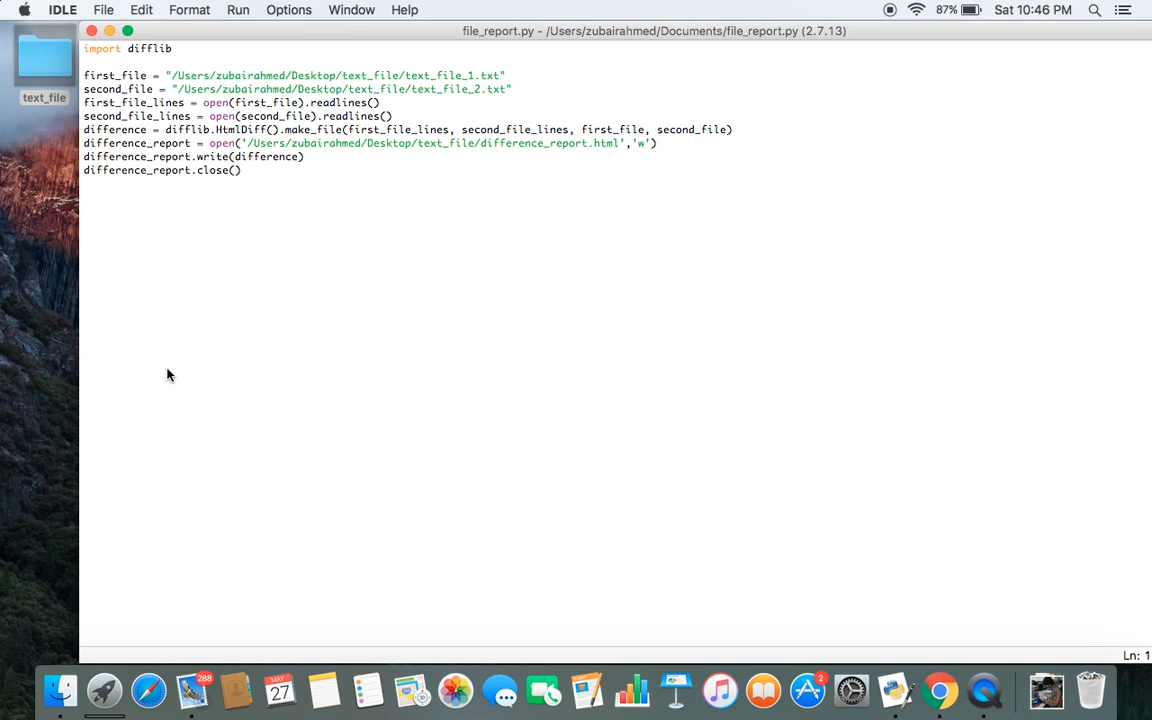 IDLE File Edit Format Run Options Window Help 87% Sat 10:46 PM
file_report.py - /Users/zubairahmed/Documents/file_report.py (2.7.13)
import difflib
first_file = "/Users/zubairahmed/Desktop/text_file/text_file_1.txt"
second_file = "/Users/zubairahmed/Desktop/text_file/text_file_2.txt"
first_file_lines = open(first_file).readlines()
second_file_lines = open(second_file).readlines()
difference = difflib.HtmlDiff().make_file(first_file_lines, second_file_lines, first_file, second_file)
difference_report = open('/Users/zubairahmed/Desktop/text_file/difference_report.html','w')
difference_report.write(difference)
difference_report.close()
text_file
Ln: 1
288
MAY
27
2